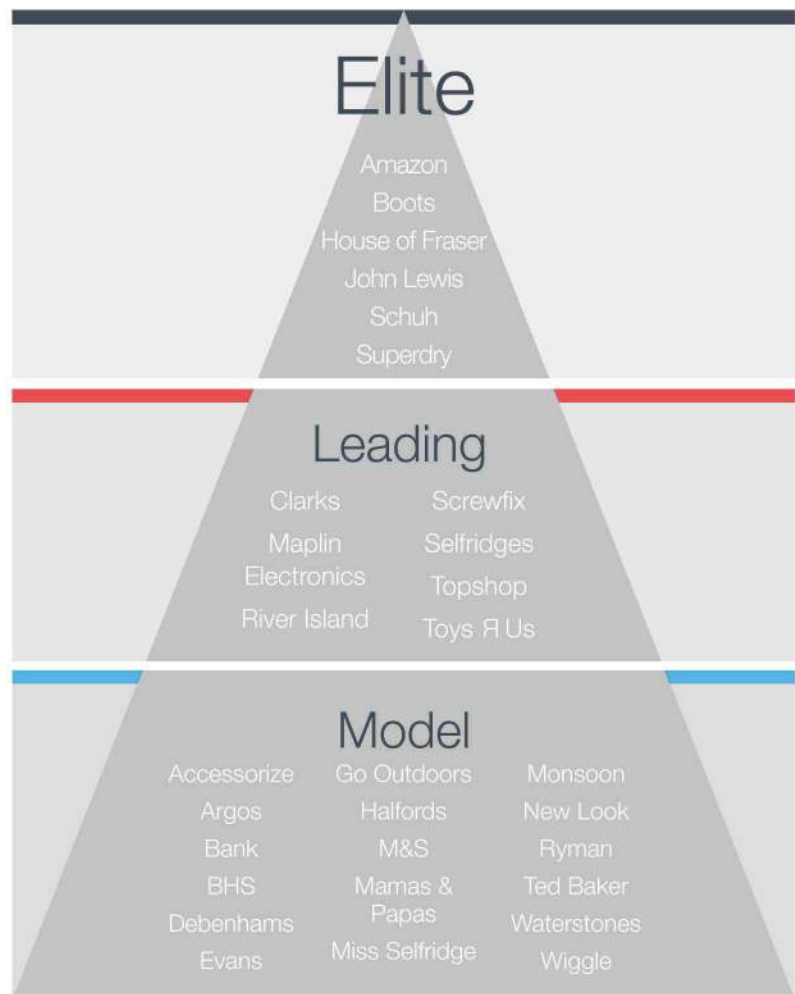 Elite
Amazon
Boots
House of Fraser
John Lewis
Schuh
Superdry
Leading
Clarks
Maplin
Electronics
River Island
Screwfix
Selfridges
Topshop
Toys Я Us
Model
Accessorize
Argos
Bank
BHS
Debenhams
Evans
Go Outdoors
Halfords
M&S
Mamas &
Papas
Miss Selfridge
Monsoon
New Look
Ryman
Ted Baker
Waterstones
Wiggle